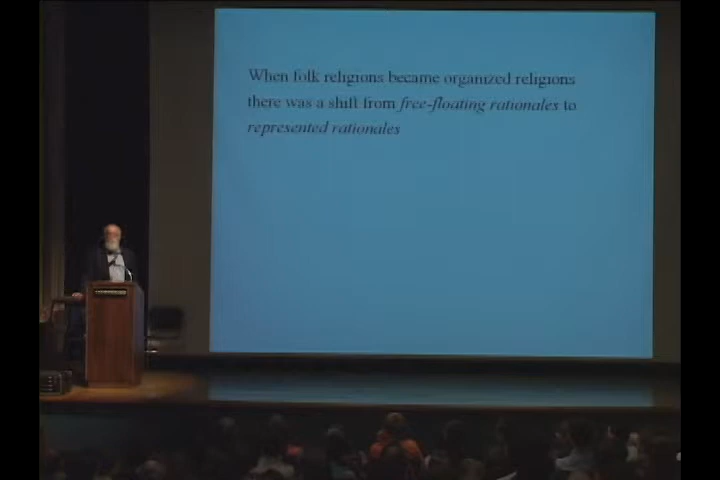 When folk religions became organized religions
there was a shift from free-floating rationales to
represented rationales